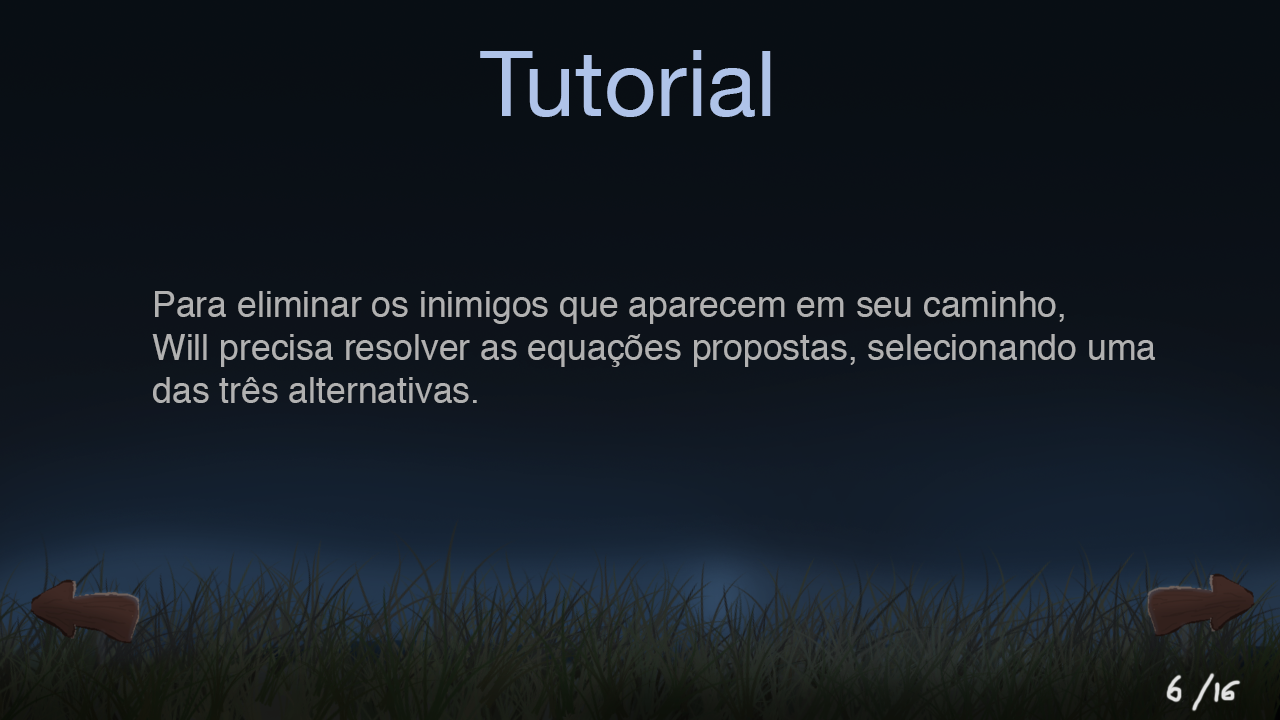 Tutorial
Para eliminar os inimigos que aparecem em seu caminho,
Will precisa resolver as equações propostas, selecionando uma
das três alternativas.
6 /16